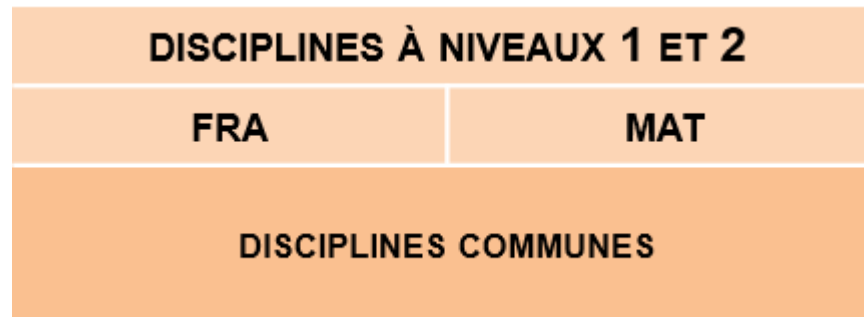 DISCIPLINES À NIVEAUX 1 ET 2
FRA MAT
DISCIPLINES COMMUNES